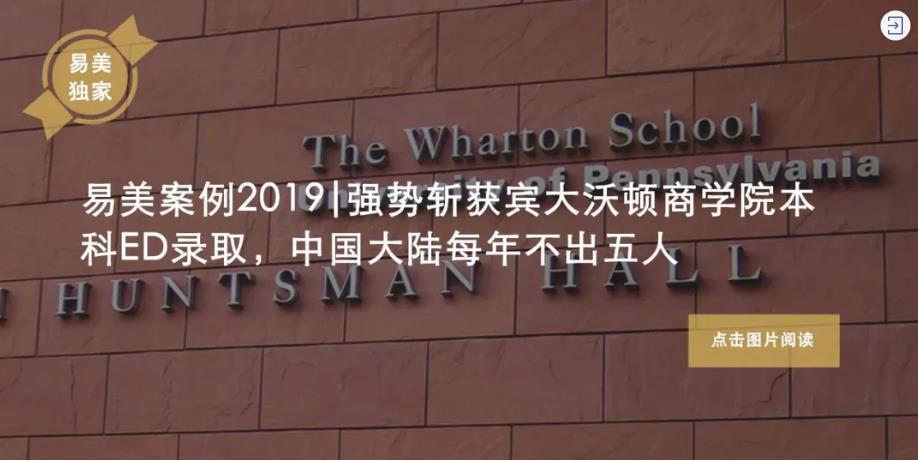 易美
独家
The Wharton School
University of Pennsylvania
易美案例2019|强势斩获宾大沃顿商学院本
科ED录取，中国大陆每年不出五人
HUNTSMAN HALL
点击图片阅读